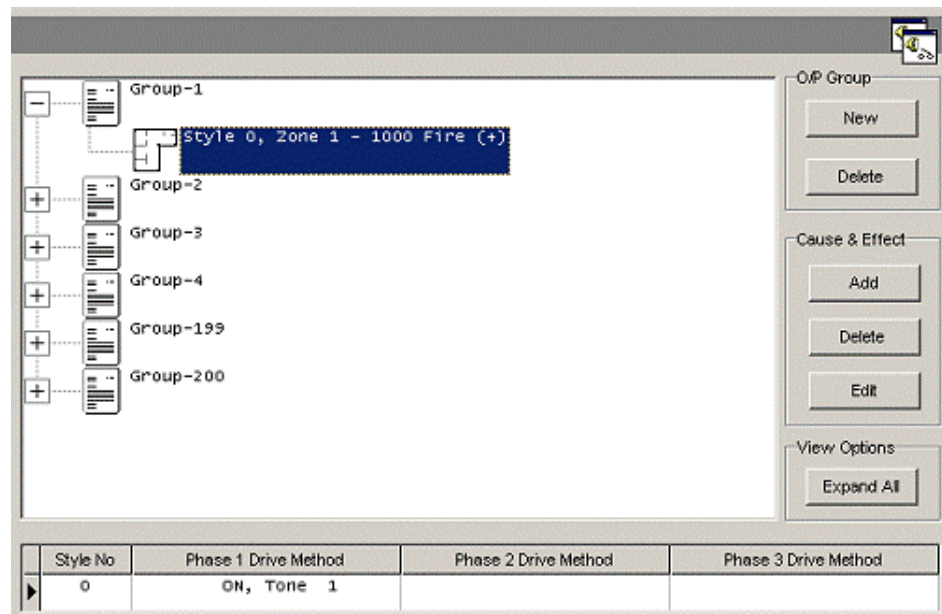 Group-1
Style 0, Zone 1 - 1000 Fire (+)
Group-2
Group-3
Group-4
Group-199
Group-200
O/P Group
New
Delete
Cause & Effect
Add
Delete
Edit
View Options
Expand All
Style No Phase 1 Drive Method Phase 2 Drive Method Phase 3 Drive Method
0 ON, Tone 1